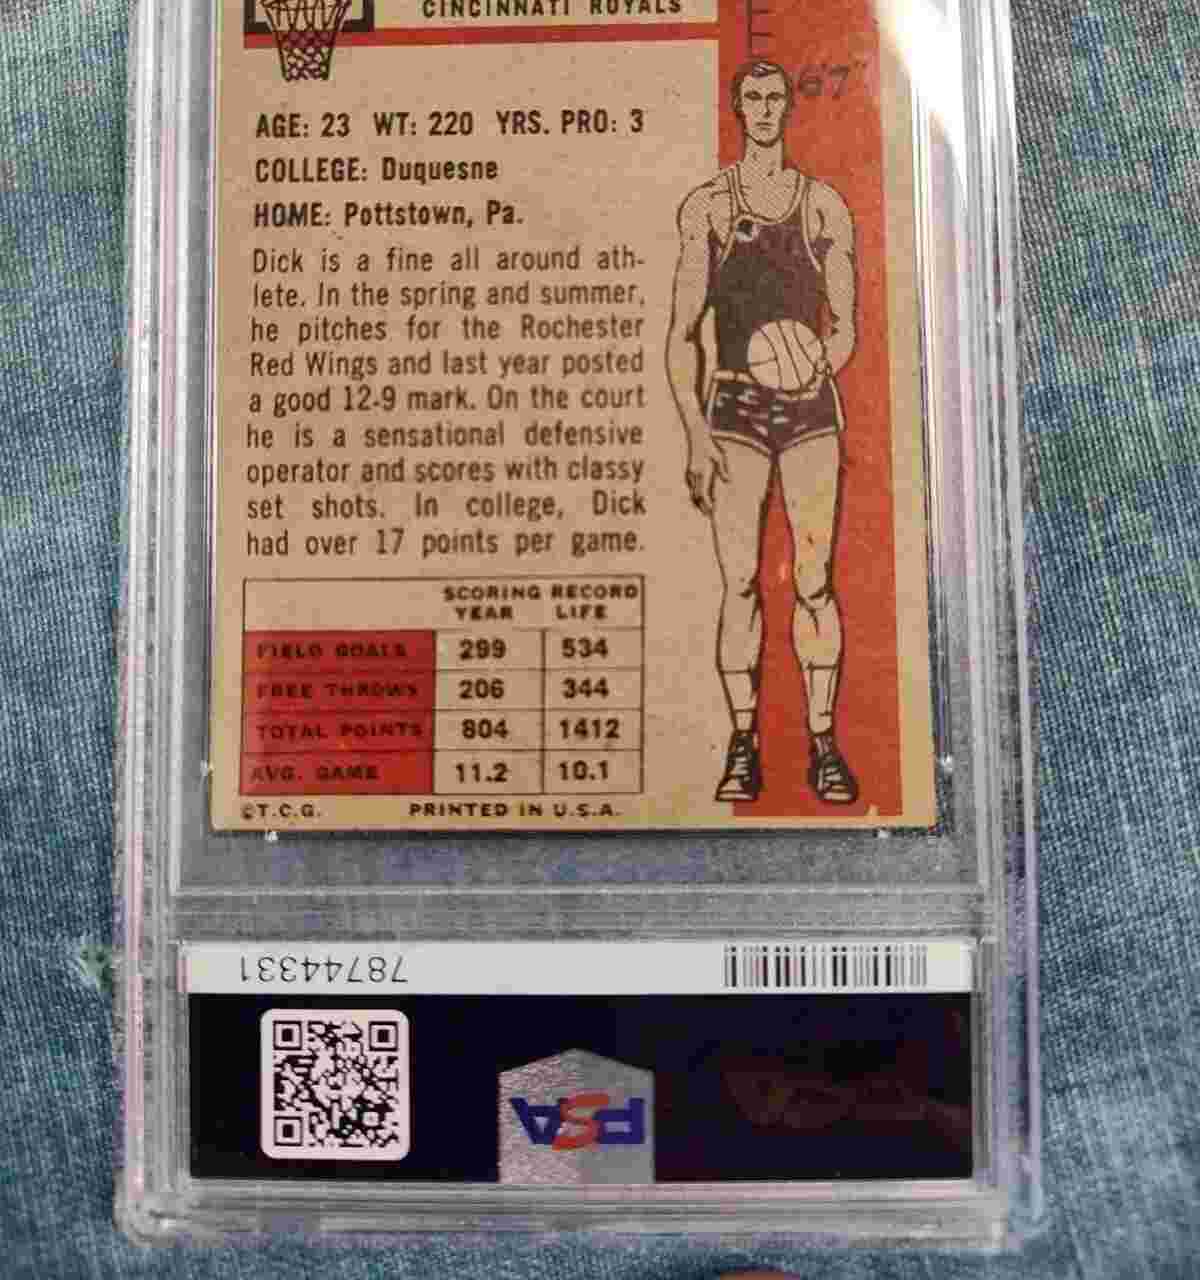 CINCINNATI ROYALS
6'7"
AGE: 23 WT: 220 YRS. PRO: 3
COLLEGE: Duquesne
HOME: Pottstown, Pa.
Dick is a fine all around ath-
lete. In the spring and summer,
he pitches for the Rochester
Red Wings and last year posted
a good 12-9 mark. On the court
he is a sensational defensive
operator and scores with classy
set shots. In college, Dick
had over 17 points per game.
SCORING RECORD
YEAR LIFE
FIELD GOALS 299 534
FREE THROWS 206 344
TOTAL POINTS 804 1412
AVG. GAME 11.2 10.1
©T.C.G. PRINTED IN U.S.A.
78744331
PSA